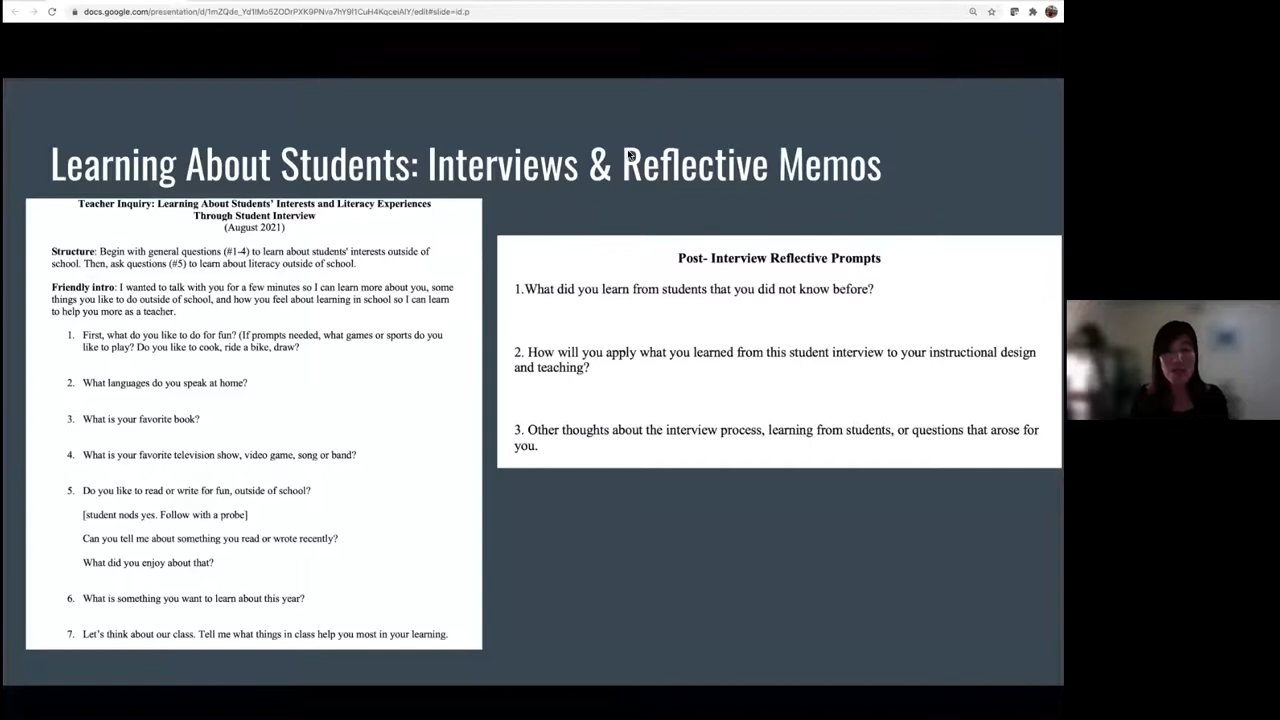 docs.google.com/presentation/d/1mZQde_Yd1lMo5ZODrPXK9PNva7hY9l1CuH4KqceiAlY/edit#slide=id.p
Learning About Students: Interviews & Reflective Memos
Teacher Inquiry: Learning About Students' Interests and Literacy Experiences
Through Student Interview
(August 2021)
Structure: Begin with general questions (#1-4) to learn about students' interests outside of
school. Then, ask questions (#5) to learn about literacy outside of school.
Friendly intro: I wanted to talk with you for a few minutes so I can learn more about you, some
things you like to do outside of school, and how you feel about learning in school so I can learn
to help you more as a teacher.
1. First, what do you like to do for fun? (If prompts needed, what games or sports do you
like to play? Do you like to cook, ride a bike, draw?
2. What languages do you speak at home?
3. What is your favorite book?
4. What is your favorite television show, video game, song or band?
5. Do you like to read or write for fun, outside of school?
[student nods yes. Follow with a probe]
Can you tell me about something you read or wrote recently?
What did you enjoy about that?
6. What is something you want to learn about this year?
7. Let's think about our class. Tell me what things in class help you most in your learning.
Post- Interview Reflective Prompts
1.What did you learn from students that you did not know before?
2. How will you apply what you learned from this student interview to your instructional design
and teaching?
3. Other thoughts about the interview process, learning from students, or questions that arose for
you.